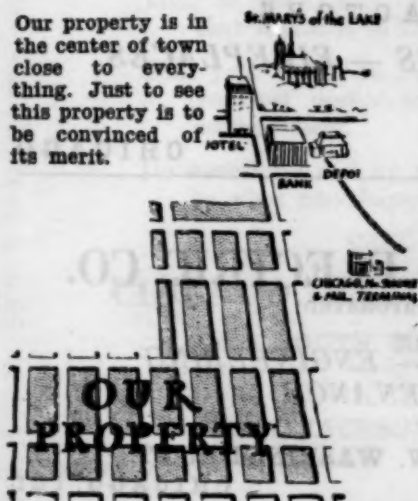 Our property is in
the center of town
close to every-
thing. Just to see
this property is to
be convinced of
its merit.
St. MARYS of the LAKE
HOTEL
BANK
DEPOT
CHICAGO, No. SHORE
& MIL. TERMINAL
OUR
PROPERTY